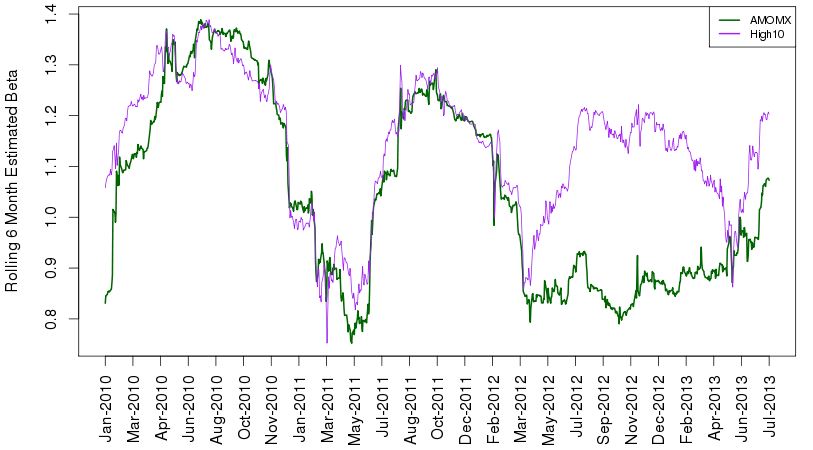 AMOMX
High10
Rolling 6 Month Estimated Beta
1.4
1.3
1.2
1.1
1.0
0.9
0.8
Jan-2010
Mar-2010
Apr-2010
Jun-2010
Aug-2010
Oct-2010
Nov-2010
Jan-2011
Mar-2011
May-2011
Jul-2011
Aug-2011
Oct-2011
Dec-2011
Feb-2012
Mar-2012
May-2012
Jul-2012
Sep-2012
Nov-2012
Dec-2012
Feb-2013
Apr-2013
Jun-2013
Jul-2013